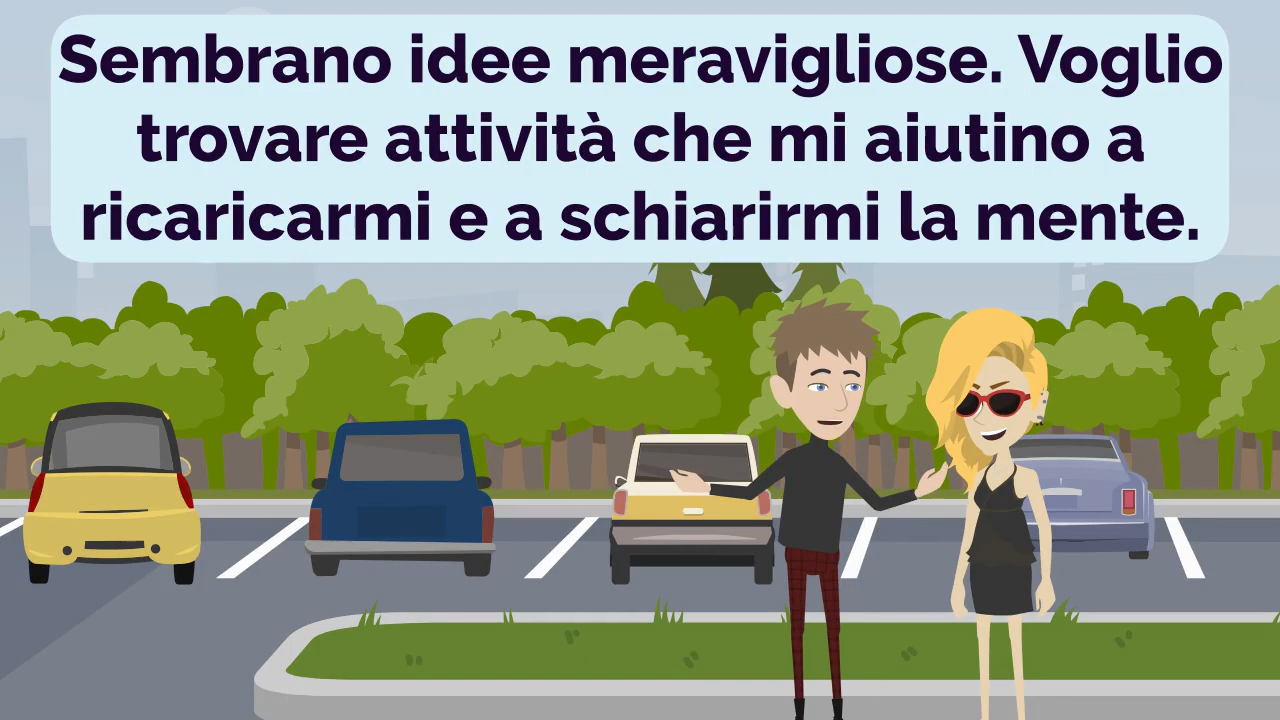 Sembrano idee meravigliose. Voglio
trovare attività che mi aiutino a
ricaricarmi e a schiarirmi la mente.